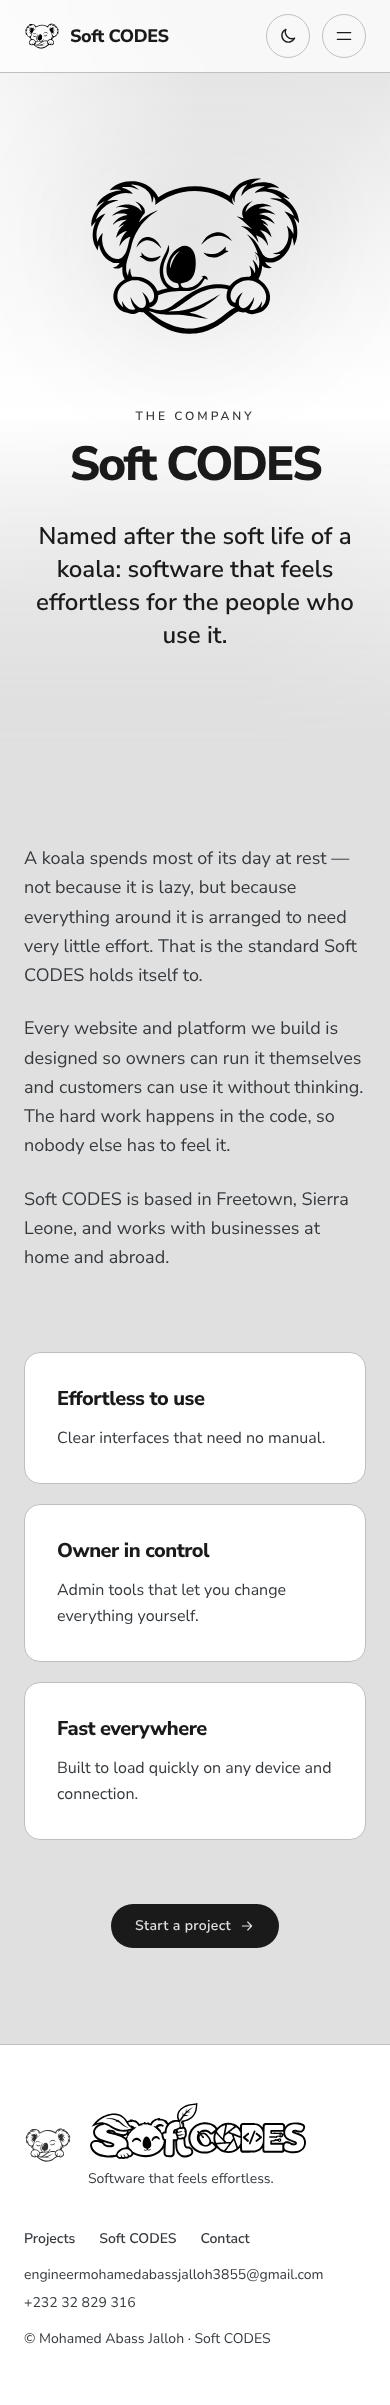 Soft CODES
THE COMPANY
Soft CODES
Named after the soft life of a
koala: software that feels
effortless for the people who
use it.
A koala spends most of its day at rest —
not because it is lazy, but because
everything around it is arranged to need
very little effort. That is the standard Soft
CODES holds itself to.
Every website and platform we build is
designed so owners can run it themselves
and customers can use it without thinking.
The hard work happens in the code, so
nobody else has to feel it.
Soft CODES is based in Freetown, Sierra
Leone, and works with businesses at
home and abroad.
Effortless to use
Clear interfaces that need no manual.
Owner in control
Admin tools that let you change
everything yourself.
Fast everywhere
Built to load quickly on any device and
connection.
Start a project →
Soft CODES
Software that feels effortless.
Projects Soft CODES Contact
engineermohamedabassjalloh3855@gmail.com
+232 32 829 316
© Mohamed Abass Jalloh · Soft CODES